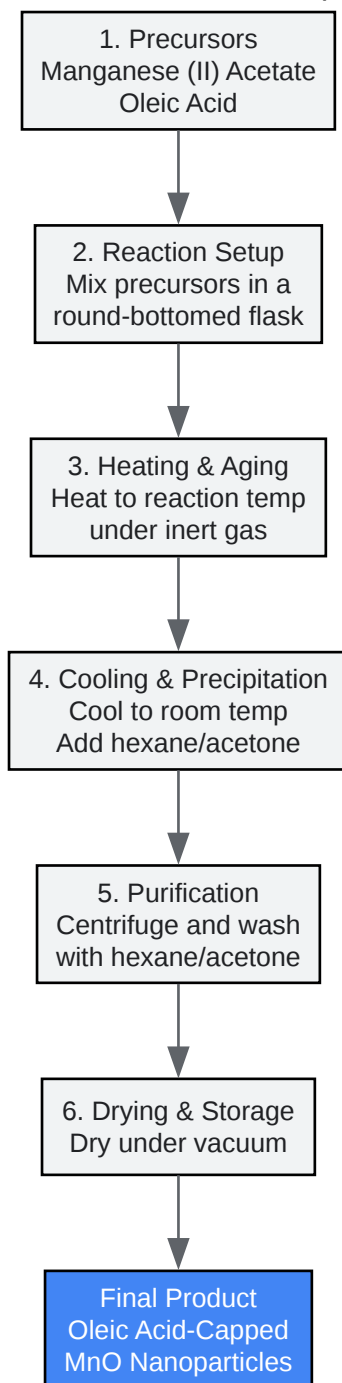 1. Precursors
Manganese (II) Acetate
Oleic Acid
2. Reaction Setup
Mix precursors in a
round-bottomed flask
3. Heating & Aging
Heat to reaction temp
under inert gas
4. Cooling & Precipitation
Cool to room temp
Add hexane/acetone
5. Purification
Centrifuge and wash
with hexane/acetone
6. Drying & Storage
Dry under vacuum
Final Product
Oleic Acid-Capped
MnO Nanoparticles